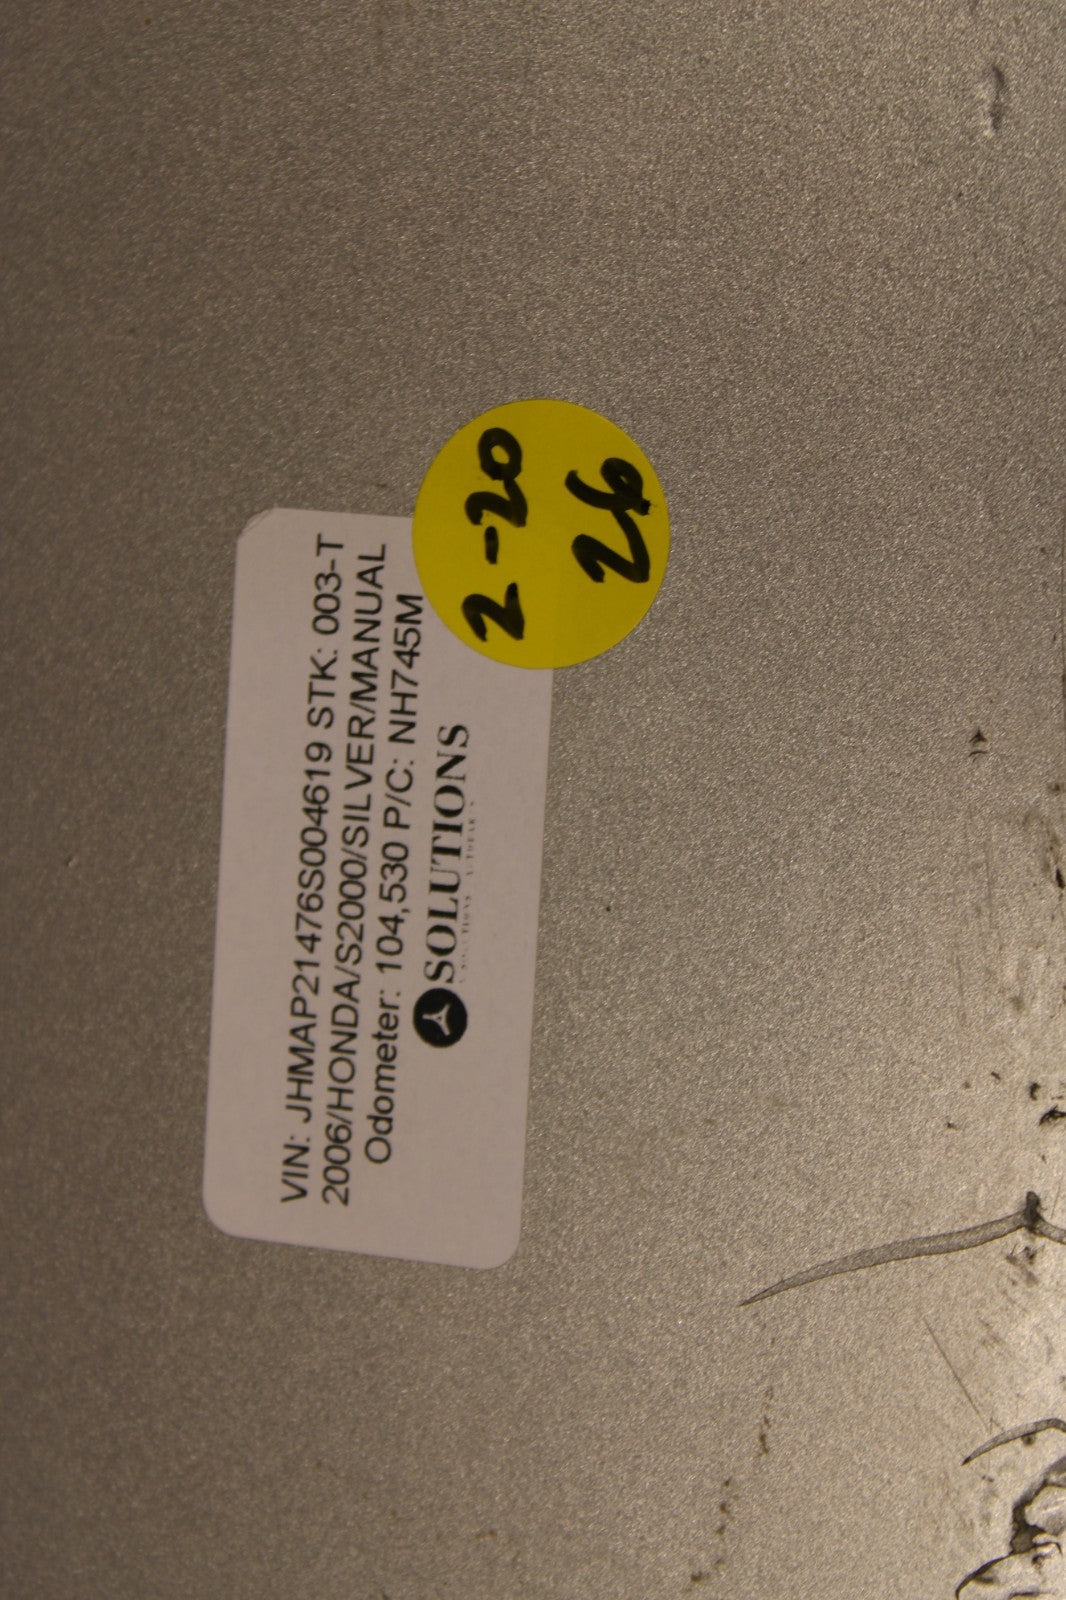 VIN: JHMAP21476S004619 STK: 003-T
2006/HONDA/S2000/SILVER/MANUAL
Odometer: 104,530 P/C: NH745M
SOLUTIONS
2-20
26